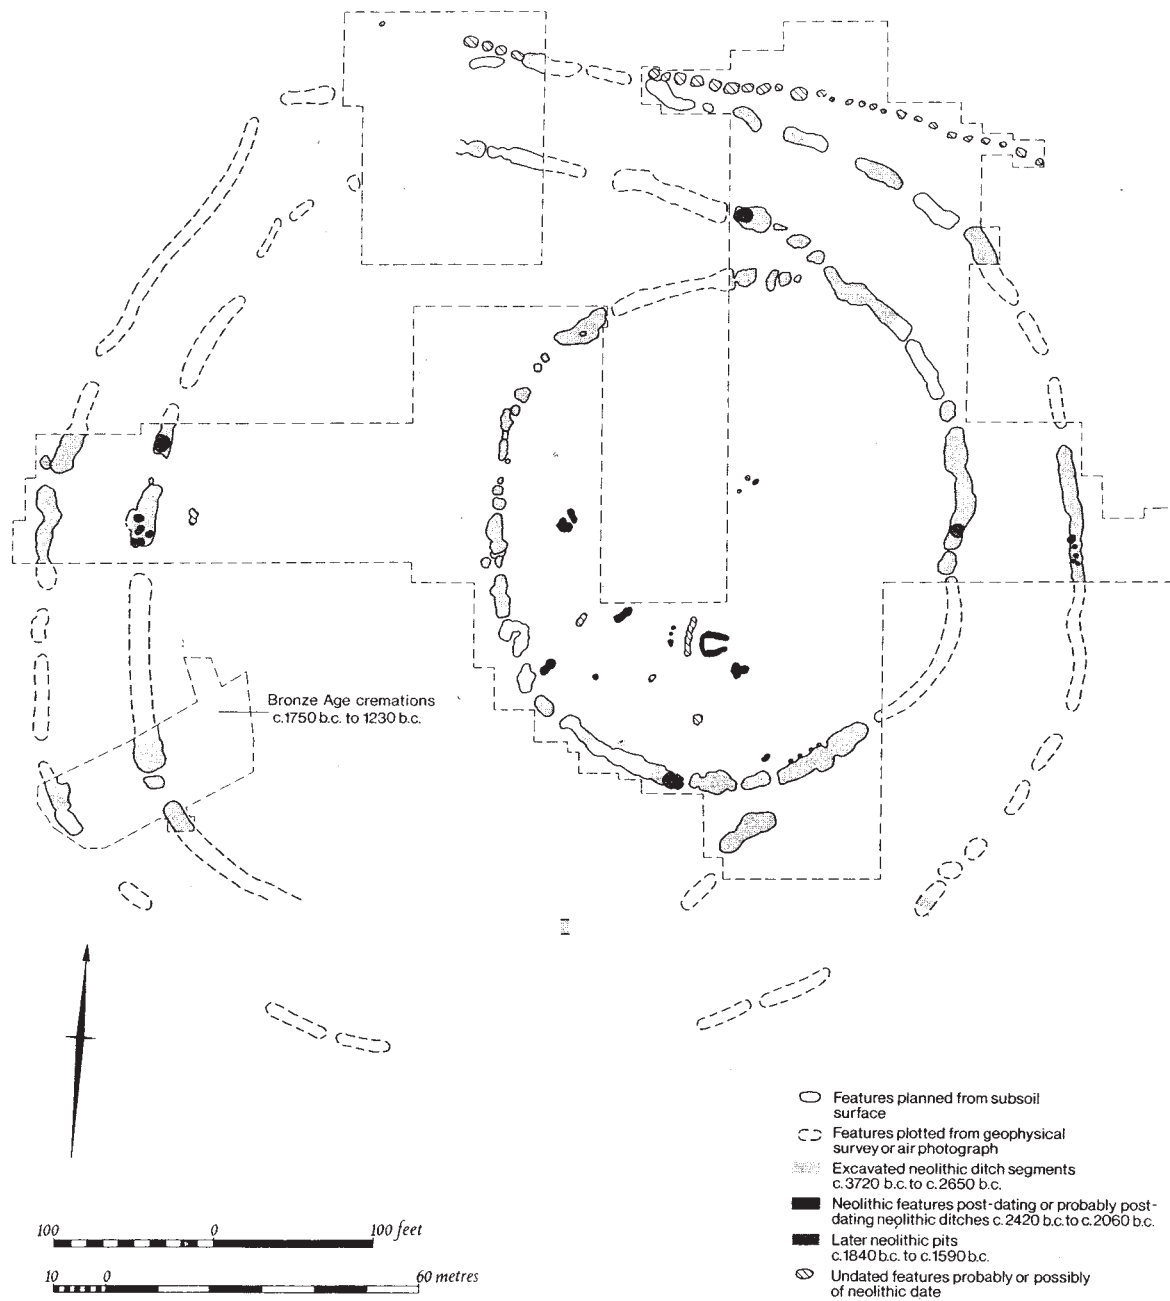 Bronze Age cremations
c.1750 b.c. to 1230 b.c.
Features planned from subsoil
surface
Features plotted from geophysical
survey or air photograph
Excavated neolithic ditch segments
c.3720 b.c. to c.2650 b.c.
Neolithic features post-dating or probably post-
dating neolithic ditches c.2420 b.c. to c.2060 b.c.
Later neolithic pits
c.1840 b.c. to c.1590 b.c.
Undated features probably or possibly
of neolithic date
100 0 100 feet
10 0 60 metres